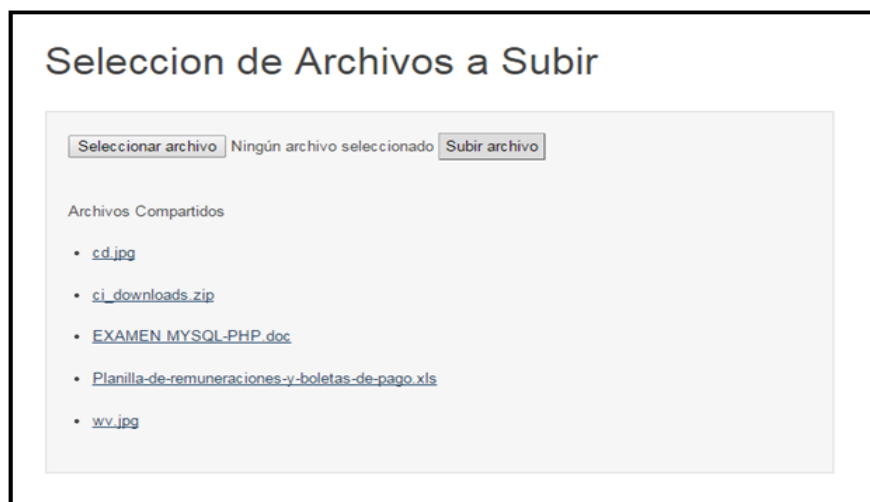 Seleccion de Archivos a Subir
Seleccionar archivo Ningún archivo seleccionado Subir archivo
Archivos Compartidos
cd.jpg
ci_downloads.zip
EXAMEN MYSQL-PHP.doc
Planilla-de-remuneraciones-y-boletas-de-pago.xls
wv.jpg